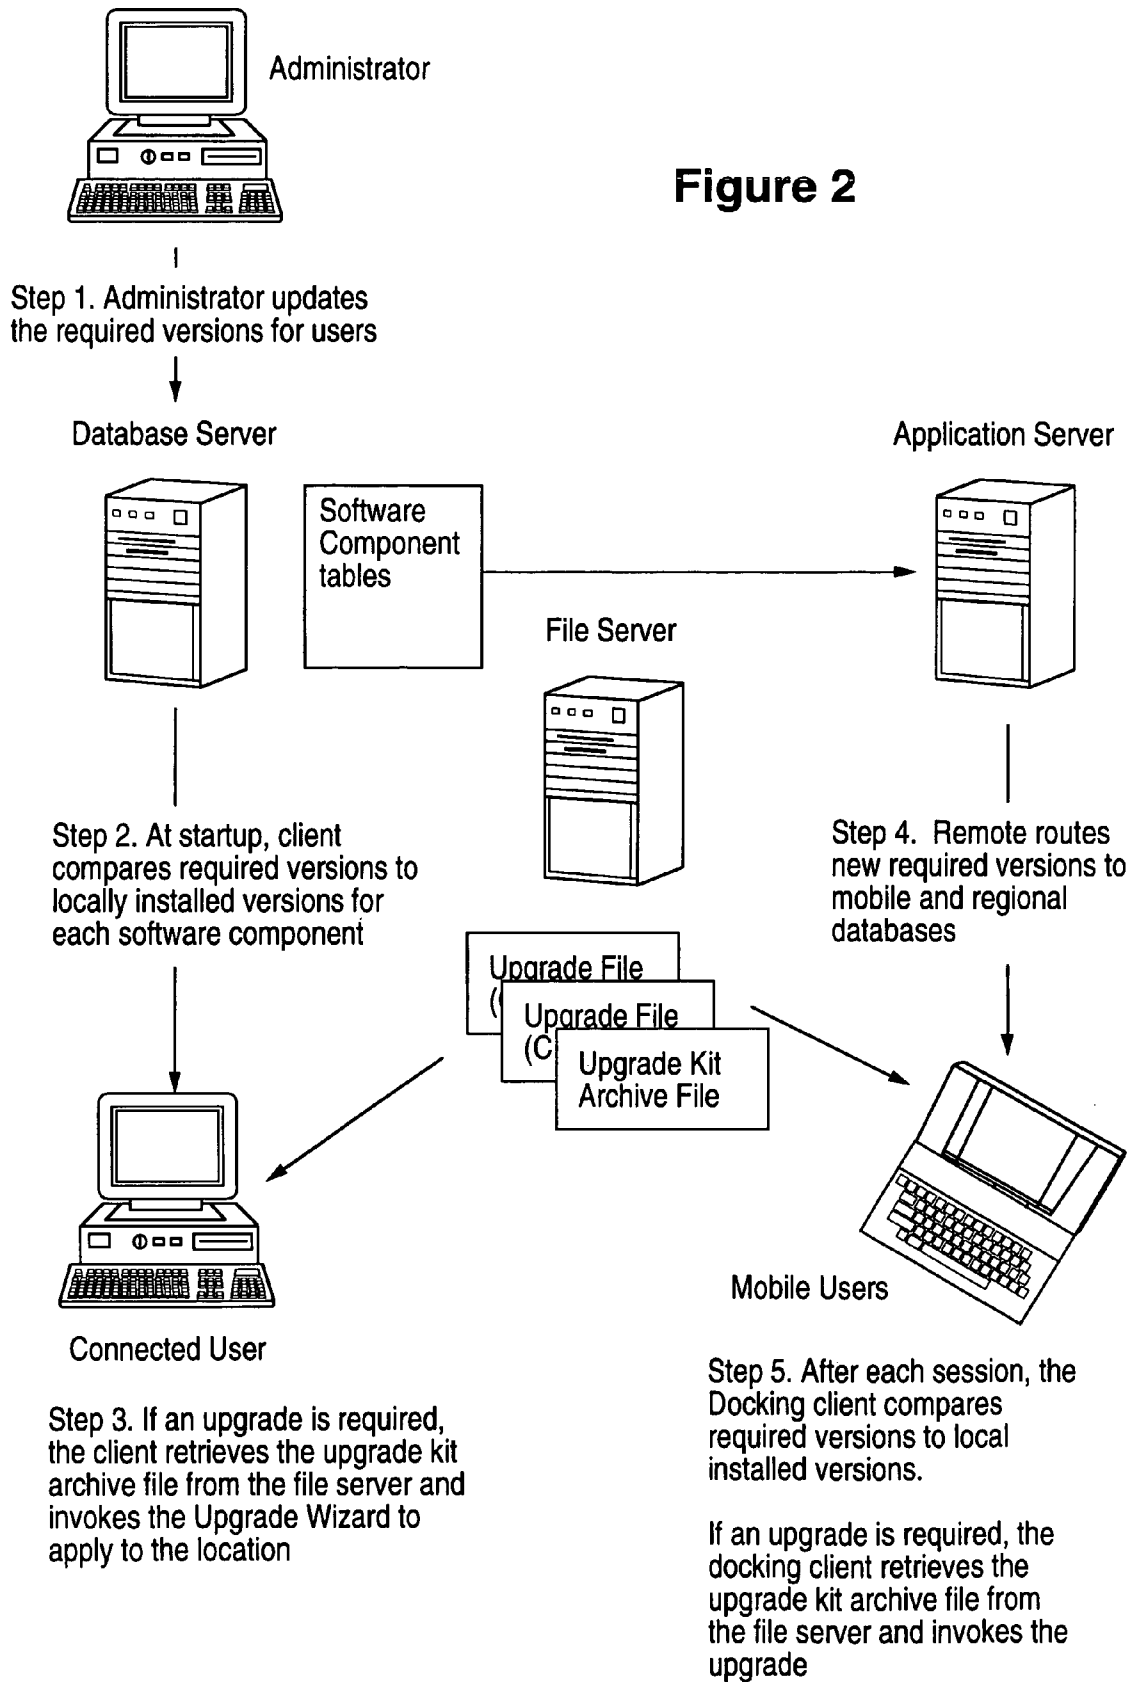 Administrator
Figure 2
Step 1. Administrator updates
the required versions for users
Database Server
Application Server
Software
Component
tables
File Server
Step 2. At startup, client
compares required versions to
locally installed versions for
each software component
Step 4. Remote routes
new required versions to
mobile and regional
databases
Upgrade File
(
Upgrade File
(C
Upgrade Kit
Archive File
Mobile Users
Connected User
Step 3. If an upgrade is required,
the client retrieves the upgrade kit
archive file from the file server and
invokes the Upgrade Wizard to
apply to the location
Step 5. After each session, the
Docking client compares
required versions to local
installed versions.
If an upgrade is required, the
docking client retrieves the
upgrade kit archive file from
the file server and invokes the
upgrade